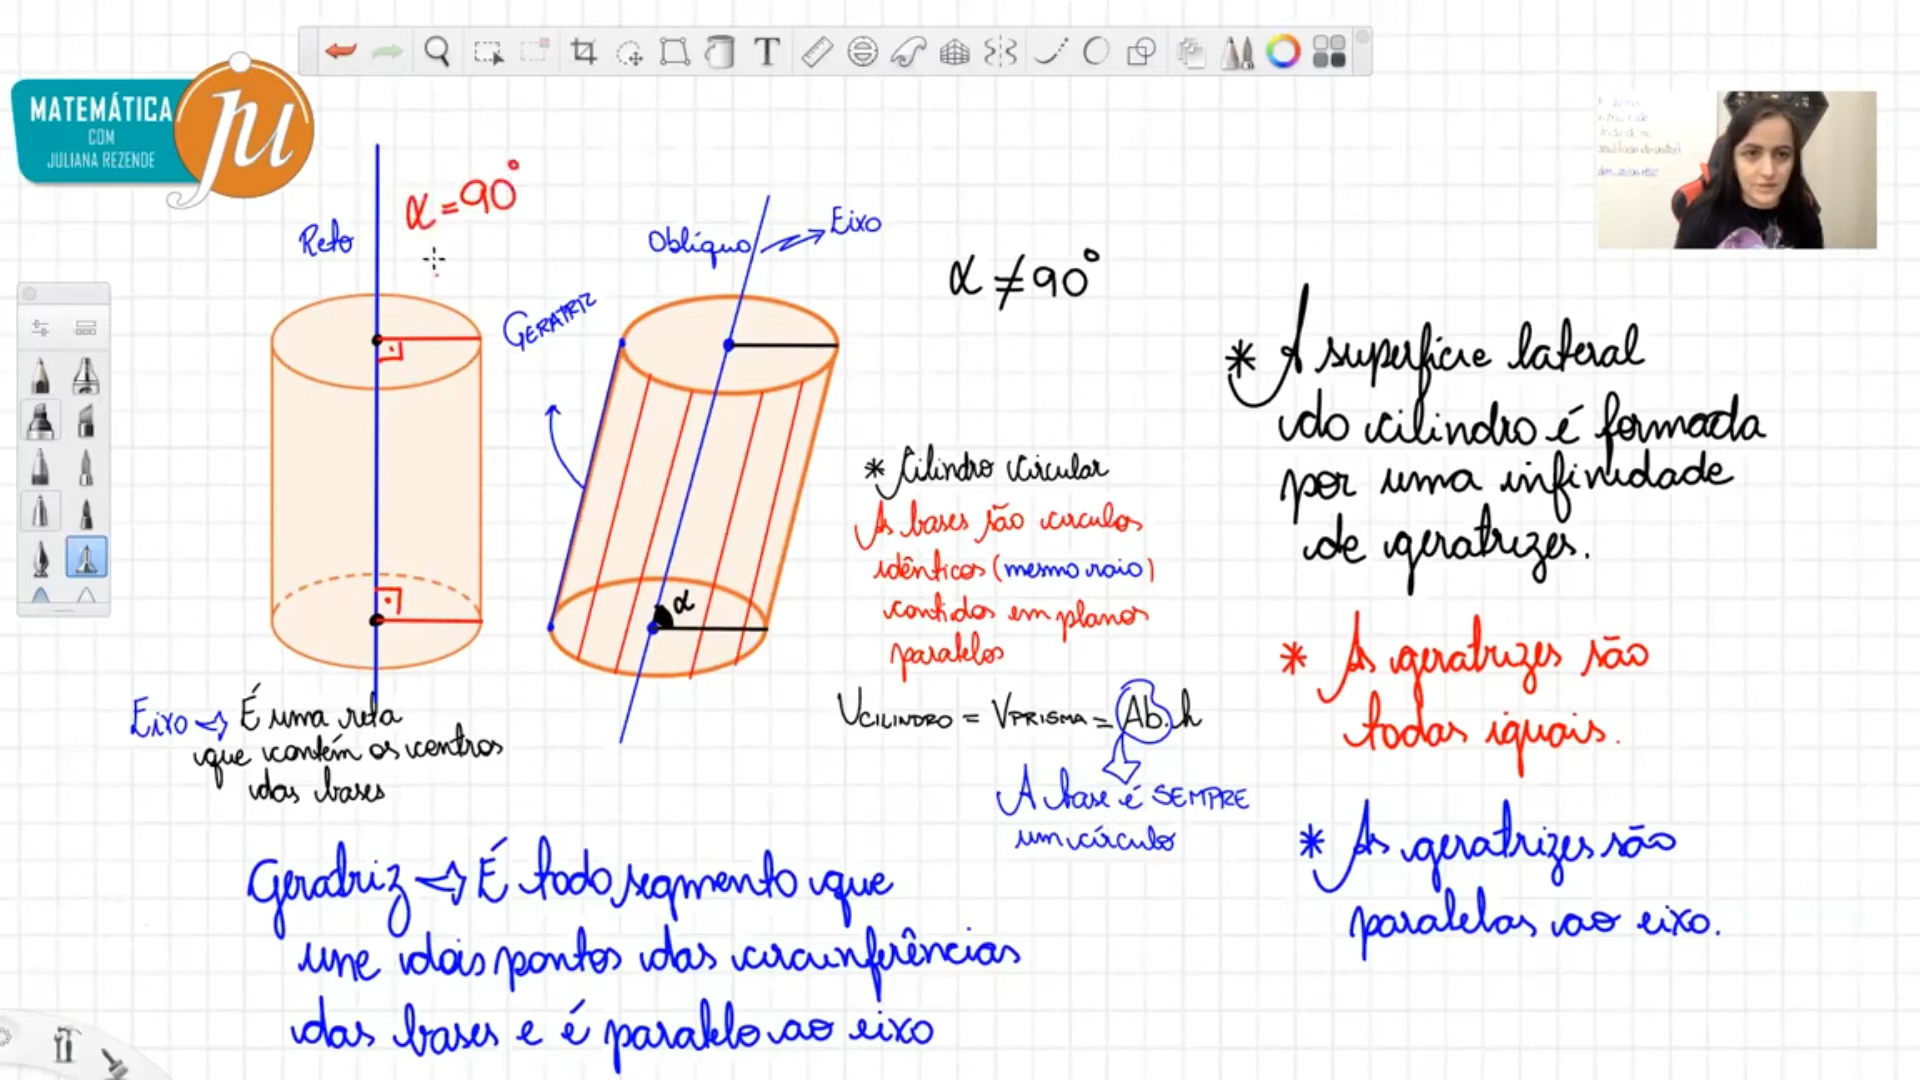 MATEMÁTICA
COM
JULIANA REZENDE
ju
α = 90°
Reto
Oblíquo
Eixo
α ≠ 90°
GERATRIZ
α
* Cilindro Circular
As bases são círculos
idênticos (mesmo raio)
contidos em planos
paralelos
VCILINDRO = VPRISMA = Ab.h
A base é SEMPRE
um círculo
Eixo ⇒ É uma reta
que contém os centros
das bases
Geratriz ⇒ É todo segmento que
une dois pontos das circunferências
das bases e é paralelo ao eixo
* A superfície lateral
do cilindro é formada
por uma infinidade
de geratrizes.
* As geratrizes são
todas iguais.
* As geratrizes são
paralelas ao eixo.